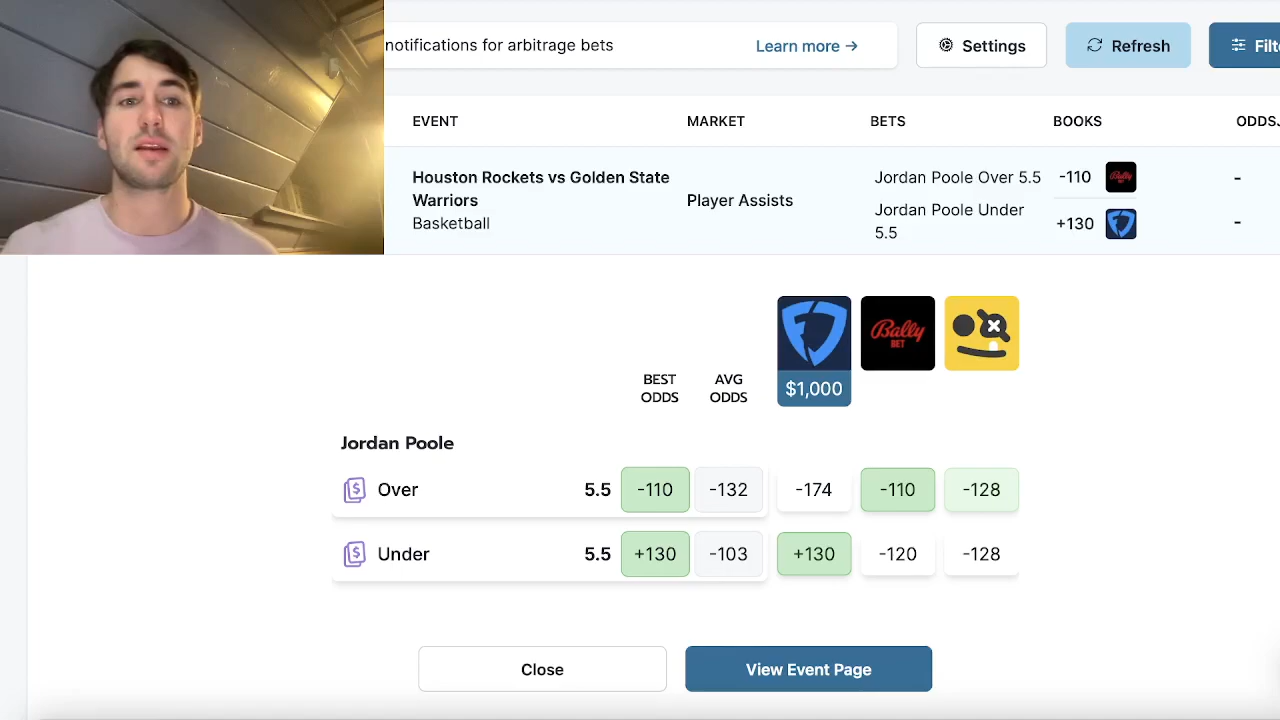 notifications for arbitrage bets
Learn more →
Settings
Refresh
EVENT
MARKET
BETS
BOOKS
Houston Rockets vs Golden State
Warriors
Basketball
Player Assists
Jordan Poole Over 5.5
-110
Bally
-
Jordan Poole Under
5.5
+130
-
BEST
ODDS
AVG
ODDS
$1,000
Bally
BET
Jordan Poole
Over 5.5 -110 -132 -174 -110 -128
Under 5.5 +130 -103 +130 -120 -128
Close
View Event Page